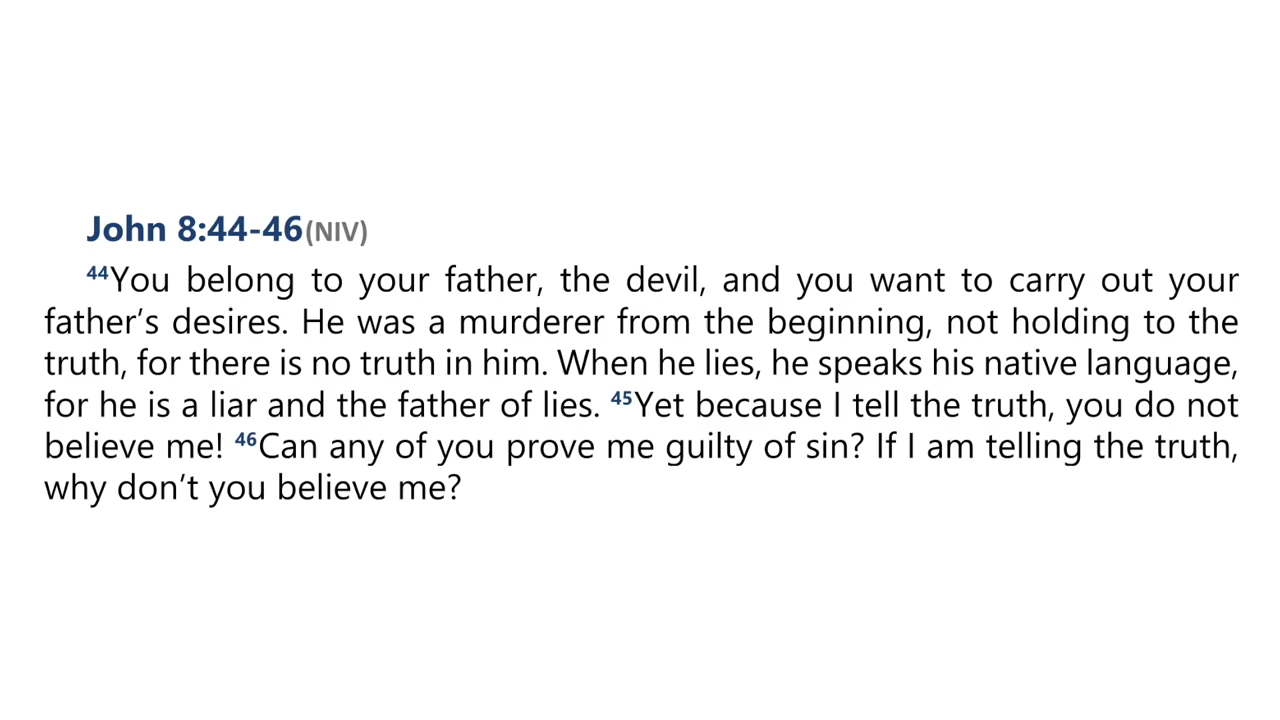 John 8:44-46(NIV)
44You belong to your father, the devil, and you want to carry out your
father’s desires. He was a murderer from the beginning, not holding to the
truth, for there is no truth in him. When he lies, he speaks his native language,
for he is a liar and the father of lies. 45Yet because I tell the truth, you do not
believe me! 46Can any of you prove me guilty of sin? If I am telling the truth,
why don’t you believe me?